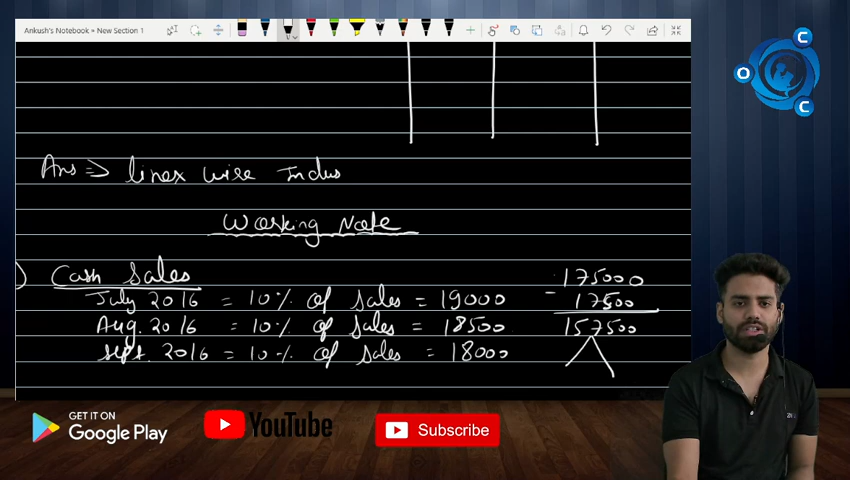 Ankush's Notebook > New Section 1
C
O
C
Ans => linex wise Indus
Working Note
) Cash Sales
July 2016 = 10% of sales = 19000
Aug. 2016 = 10% of sales = 18500
Sept. 2016 = 10% of sales = 18000
175000
- 17500
157500
GET IT ON
Google Play
YouTube
Subscribe